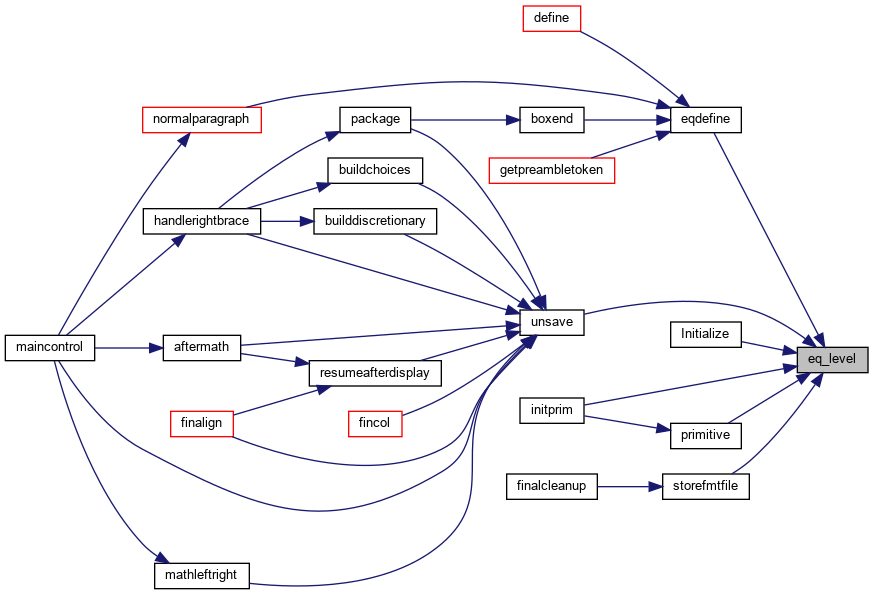 define
normalparagraph
package
boxend
eqdefine
buildchoices
getpreambletoken
handlerightbrace
builddiscretionary
unsave
Initialize
maincontrol
aftermath
eq_level
resumeafterdisplay
initprim
finalign
fincol
primitive
finalcleanup
storefmtfile
mathleftright